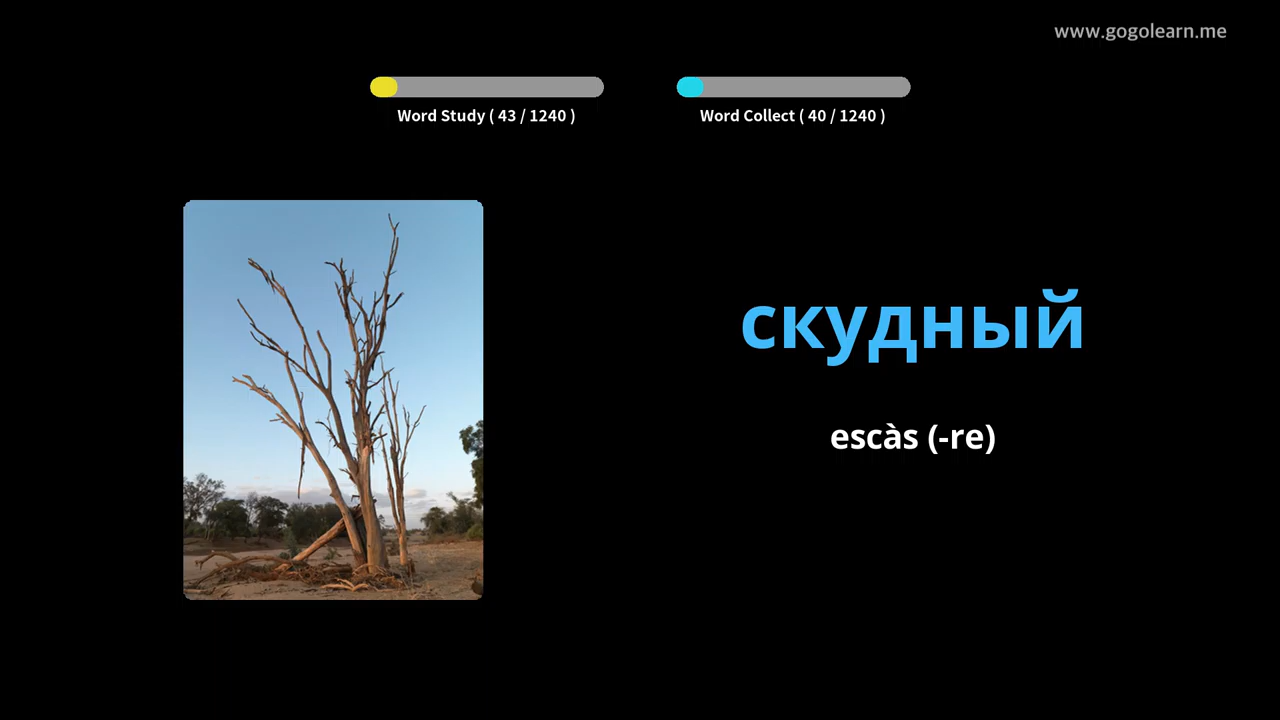 www.gogolearn.me
Word Study ( 43 / 1240 )
Word Collect ( 40 / 1240 )
скудный
escàs (-re)